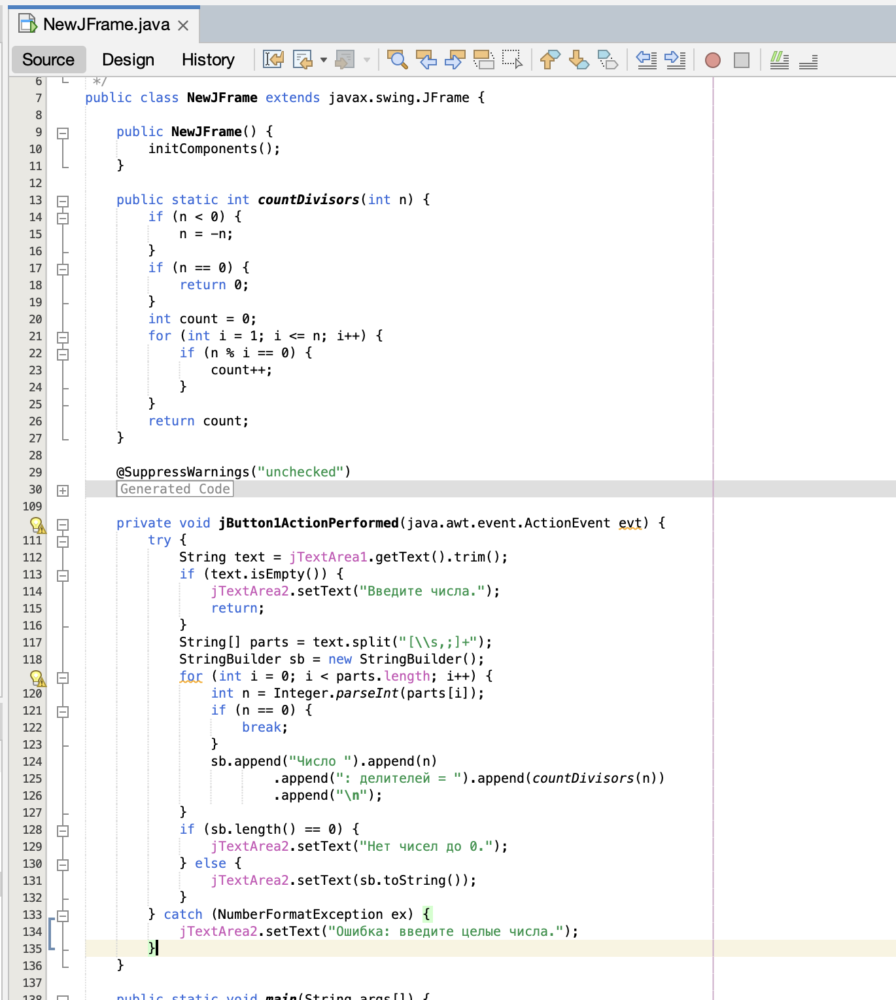 NewJFrame.java
Source Design History
6 */
7 public class NewJFrame extends javax.swing.JFrame {
8
9 public NewJFrame() {
10 initComponents();
11 }
12
13 public static int countDivisors(int n) {
14 if (n < 0) {
15 n = -n;
16 }
17 if (n == 0) {
18 return 0;
19 }
20 int count = 0;
21 for (int i = 1; i <= n; i++) {
22 if (n % i == 0) {
23 count++;
24 }
25 }
26 return count;
27 }
28
29 @SuppressWarnings("unchecked")
30 Generated Code
109
private void jButton1ActionPerformed(java.awt.event.ActionEvent evt) {
111 try {
112 String text = jTextArea1.getText().trim();
113 if (text.isEmpty()) {
114 jTextArea2.setText("Введите числа.");
115 return;
116 }
117 String[] parts = text.split("[\\s,;]+");
118 StringBuilder sb = new StringBuilder();
for (int i = 0; i < parts.length; i++) {
120 int n = Integer.parseInt(parts[i]);
121 if (n == 0) {
122 break;
123 }
124 sb.append("Число ").append(n)
125 .append(": делителей = ").append(countDivisors(n))
126 .append("\n");
127 }
128 if (sb.length() == 0) {
129 jTextArea2.setText("Нет чисел до 0.");
130 } else {
131 jTextArea2.setText(sb.toString());
132 }
133 } catch (NumberFormatException ex) {
134 jTextArea2.setText("Ошибка: введите целые числа.");
135 }
136 }
137
138 public static void main(String args[]) {